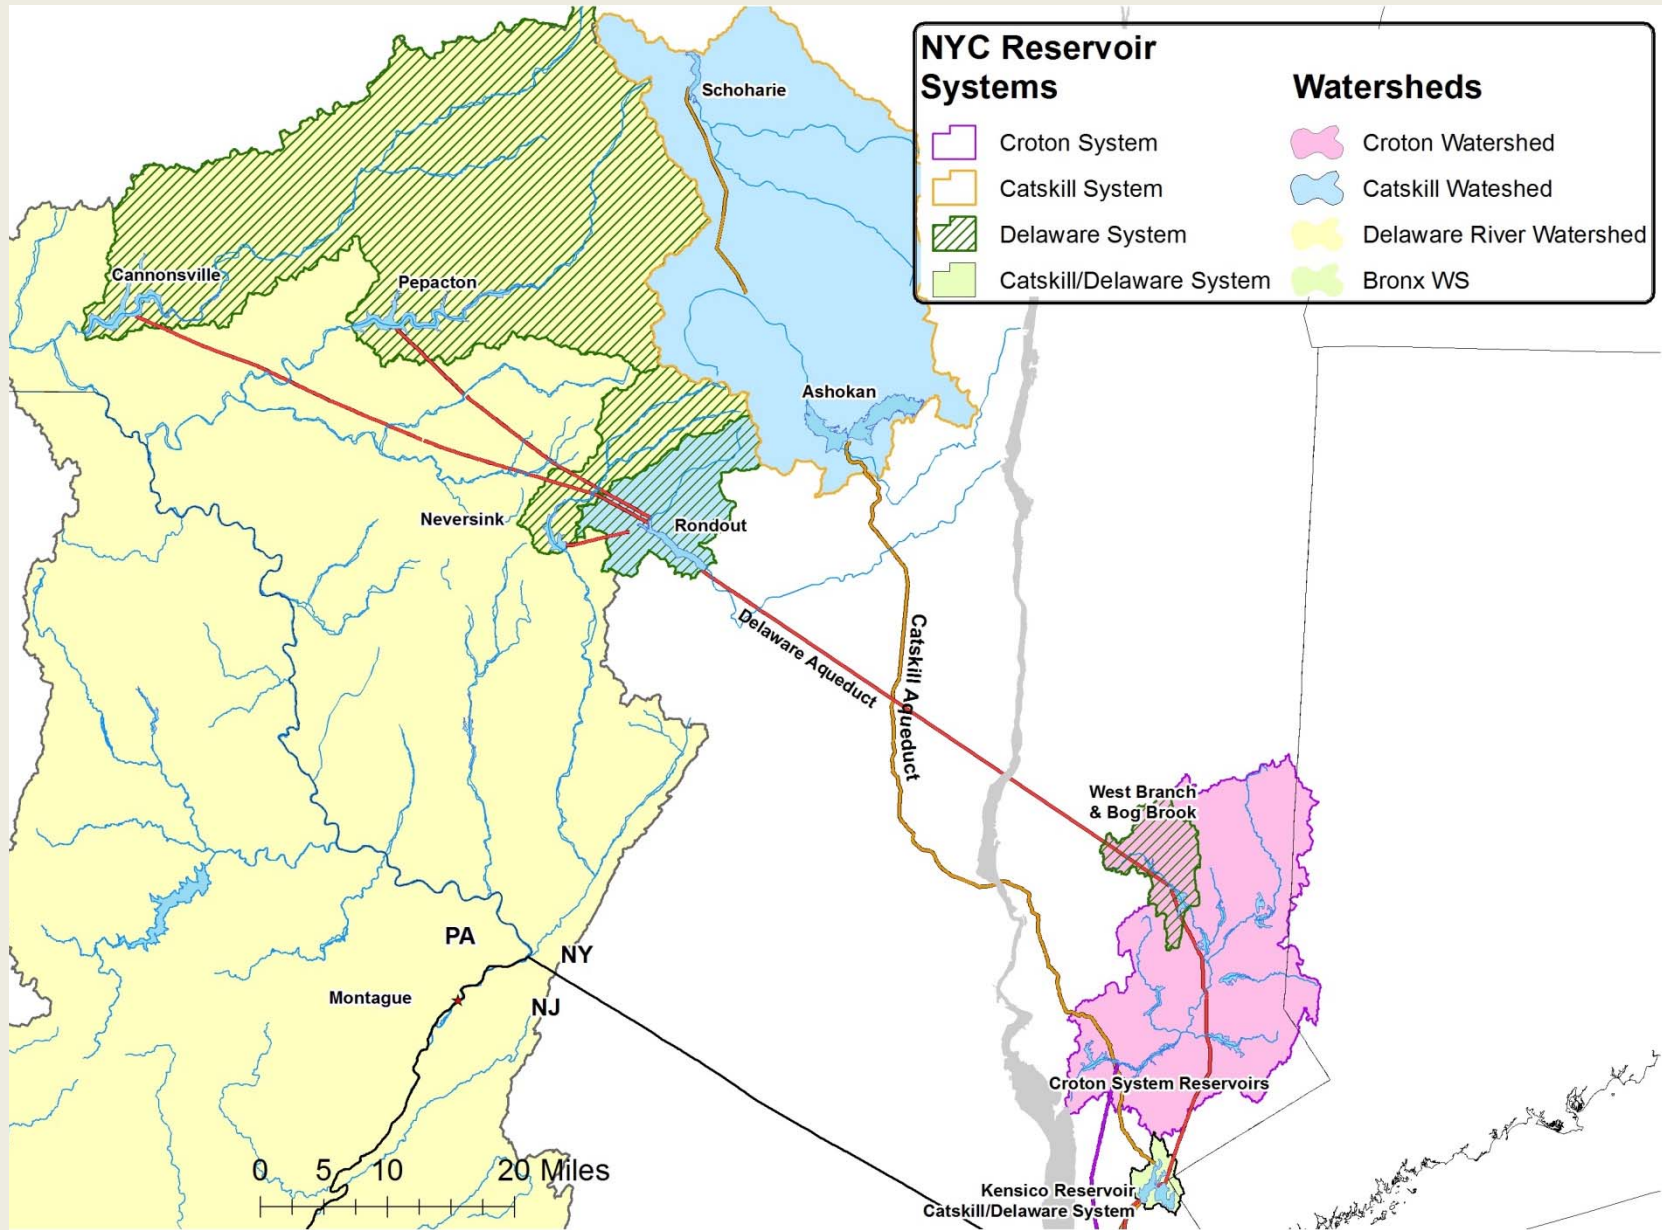 NYC Reservoir
Systems
Watersheds
Croton System
Croton Watershed
Catskill System
Catskill Wateshed
Delaware System
Delaware River Watershed
Catskill/Delaware System
Bronx WS
Schoharie
Cannonsville
Pepacton
Ashokan
Neversink
Rondout
Delaware Aqueduct
Catskill Aqueduct
West Branch
& Bog Brook
PA
NY
Montague
NJ
Croton System Reservoirs
0 5 10 20 Miles
Kensico Reservoir
Catskill/Delaware System